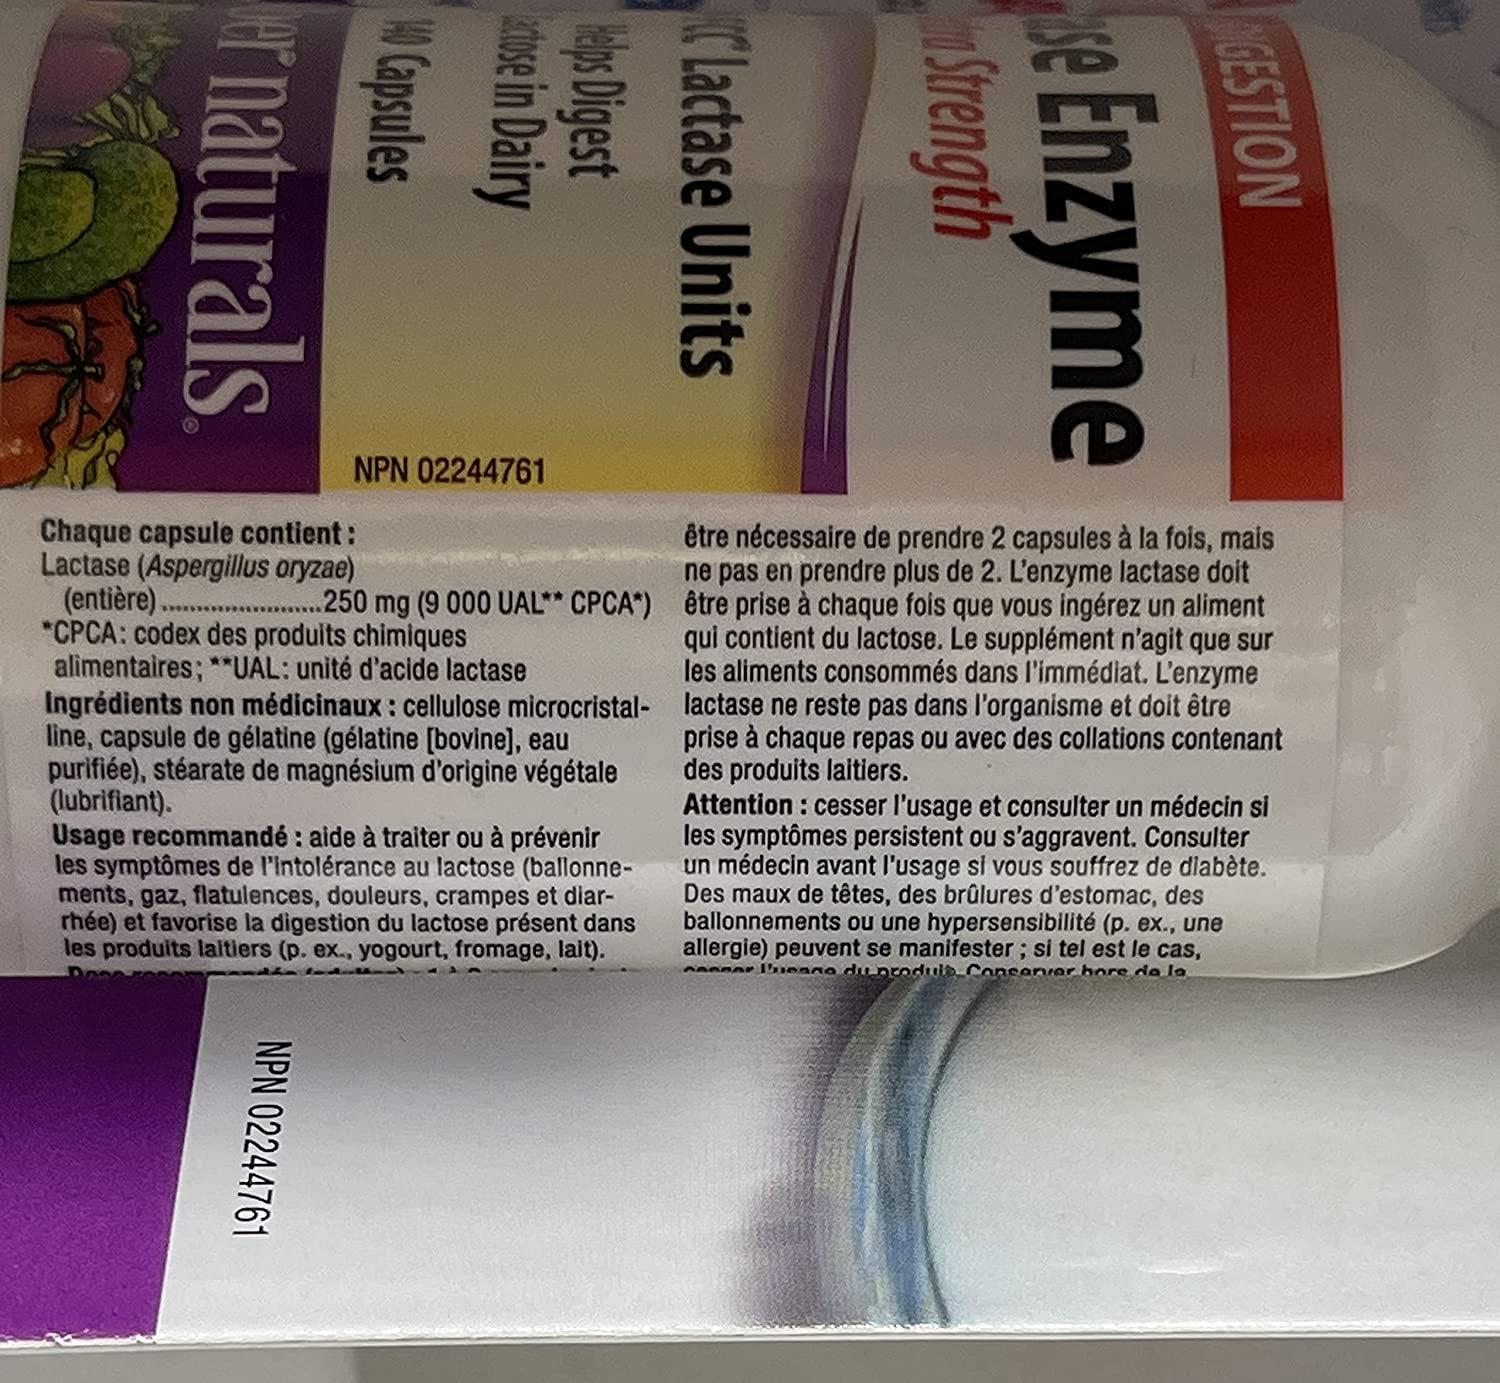 GESTION
ase Enzyme
Strength
Lactase Units
Helps Digest
Lactose in Dairy
140 Capsules
naturals®
NPN 02244761
Chaque capsule contient :
Lactase (Aspergillus oryzae)
(entière).......................250 mg (9 000 UAL** CPCA*)
*CPCA : codex des produits chimiques
alimentaires ; **UAL : unité d'acide lactase
Ingrédients non médicinaux : cellulose microcristal-
line, capsule de gélatine (gélatine [bovine], eau
purifiée), stéarate de magnésium d'origine végétale
(lubrifiant).
Usage recommandé : aide à traiter ou à prévenir
les symptômes de l'intolérance au lactose (ballonne-
ments, gaz, flatulences, douleurs, crampes et diar-
rhée) et favorise la digestion du lactose présent dans
les produits laitiers (p. ex., yogourt, fromage, lait).
être nécessaire de prendre 2 capsules à la fois, mais
ne pas en prendre plus de 2. L'enzyme lactase doit
être prise à chaque fois que vous ingérez un aliment
qui contient du lactose. Le supplément n'agit que sur
les aliments consommés dans l'immédiat. L'enzyme
lactase ne reste pas dans l'organisme et doit être
prise à chaque repas ou avec des collations contenant
des produits laitiers.
Attention : cesser l'usage et consulter un médecin si
les symptômes persistent ou s'aggravent. Consulter
un médecin avant l'usage si vous souffrez de diabète.
Des maux de têtes, des brûlures d'estomac, des
ballonnements ou une hypersensibilité (p. ex., une
allergie) peuvent se manifester ; si tel est le cas,
cesser l'usage du produit. Conserver hors de la
NPN 02244761